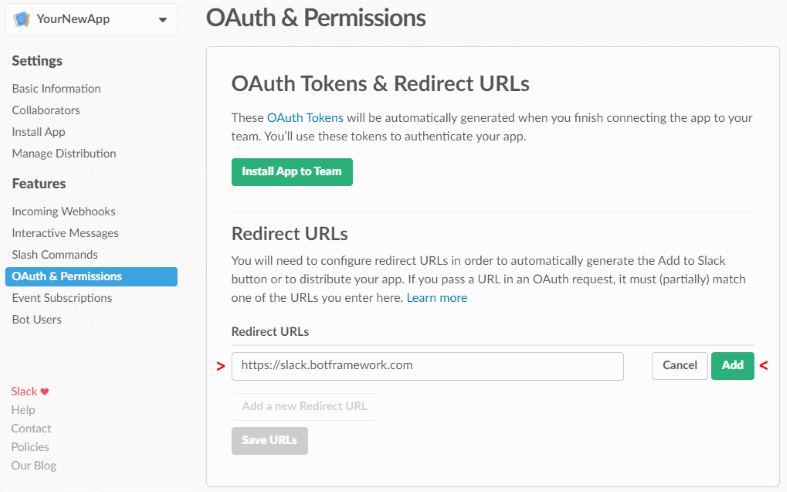 YourNewApp
OAuth & Permissions
Settings
Basic Information
Collaborators
Install App
Manage Distribution
Features
Incoming Webhooks
Interactive Messages
Slash Commands
OAuth & Permissions
Event Subscriptions
Bot Users
Slack ♥
Help
Contact
Policies
Our Blog
OAuth Tokens & Redirect URLs
These OAuth Tokens will be automatically generated when you finish connecting the app to your
team. You'll use these tokens to authenticate your app.
Install App to Team
Redirect URLs
You will need to configure redirect URLs in order to automatically generate the Add to Slack
button or to distribute your app. If you pass a URL in an OAuth request, it must (partially) match
one of the URLs you enter here. Learn more
Redirect URLs
> https://slack.botframework.com Cancel Add <
Add a new Redirect URL
Save URLs